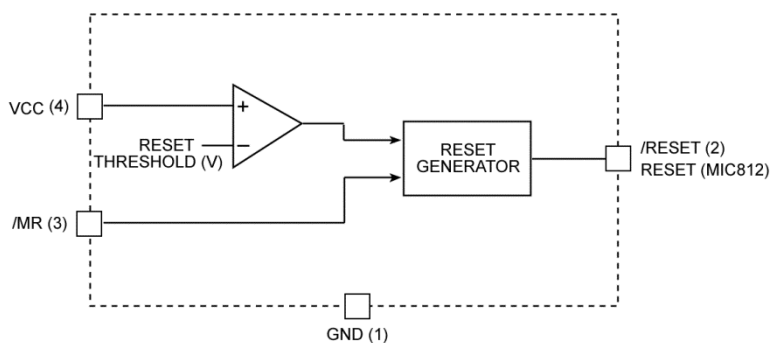 VCC (4)
+
RESET
THRESHOLD (V)
−
RESET
GENERATOR
/RESET (2)
RESET (MIC812)
/MR (3)
GND (1)